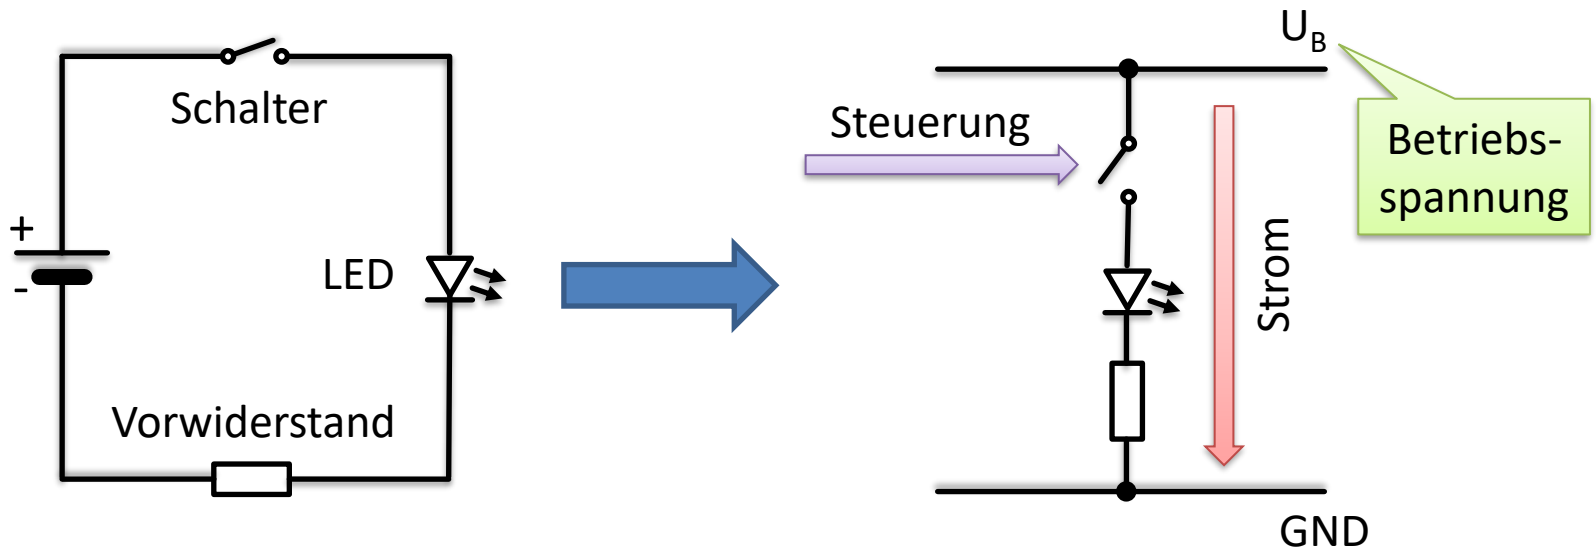 Schalter
+
-
LED
Vorwiderstand
U_B
Steuerung
Betriebs-
spannung
Strom
GND